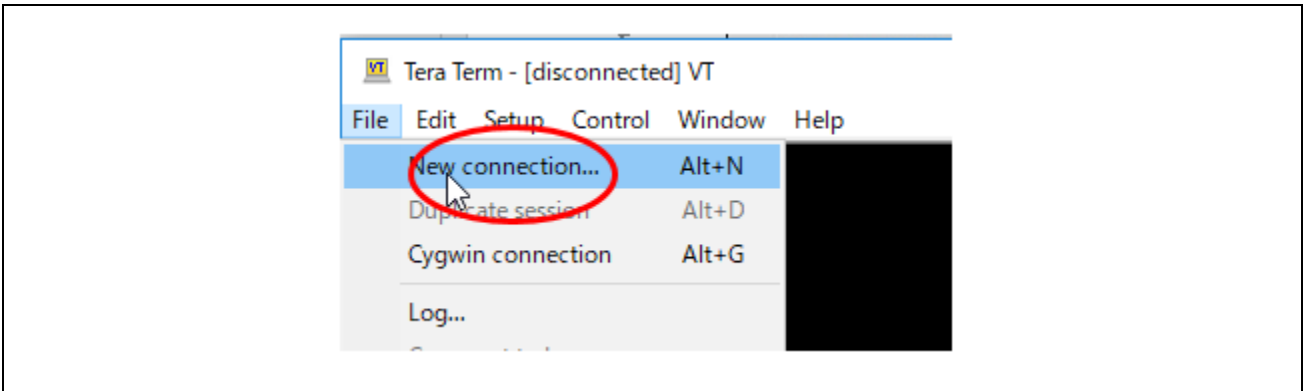 VT Tera Term - [disconnected] VT
File Edit Setup Control Window Help
New connection... Alt+N
Duplicate session Alt+D
Cygwin connection Alt+G
Log...